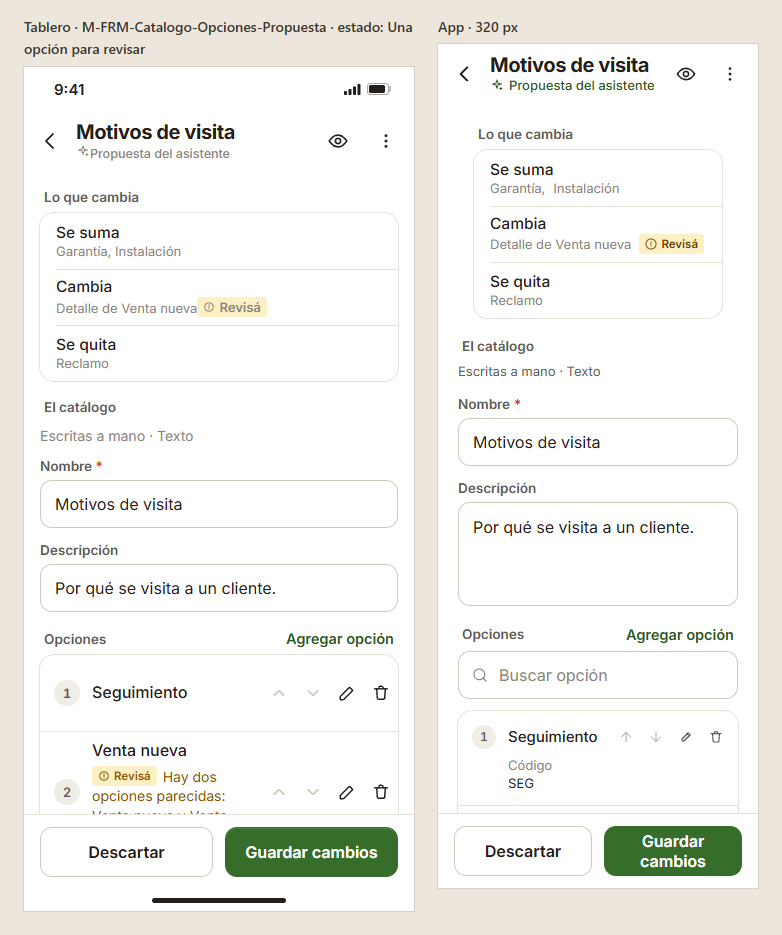 Tablero · M-FRM-Catalogo-Opciones-Propuesta · estado: Una
opción para revisar
9:41
Motivos de visita
Propuesta del asistente
Lo que cambia
Se suma
Garantía, Instalación
Cambia
Detalle de Venta nueva Revisá
Se quita
Reclamo
El catálogo
Escritas a mano · Texto
Nombre *
Motivos de visita
Descripción
Por qué se visita a un cliente.
Opciones Agregar opción
1 Seguimiento
Venta nueva
Revisá Hay dos
2 opciones parecidas:
Venta nueva y Venta
Descartar Guardar cambios
App · 320 px
Motivos de visita
Propuesta del asistente
Lo que cambia
Se suma
Garantía, Instalación
Cambia
Detalle de Venta nueva Revisá
Se quita
Reclamo
El catálogo
Escritas a mano · Texto
Nombre *
Motivos de visita
Descripción
Por qué se visita a un cliente.
Opciones Agregar opción
Buscar opción
1 Seguimiento
Código
SEG
Descartar Guardar
cambios